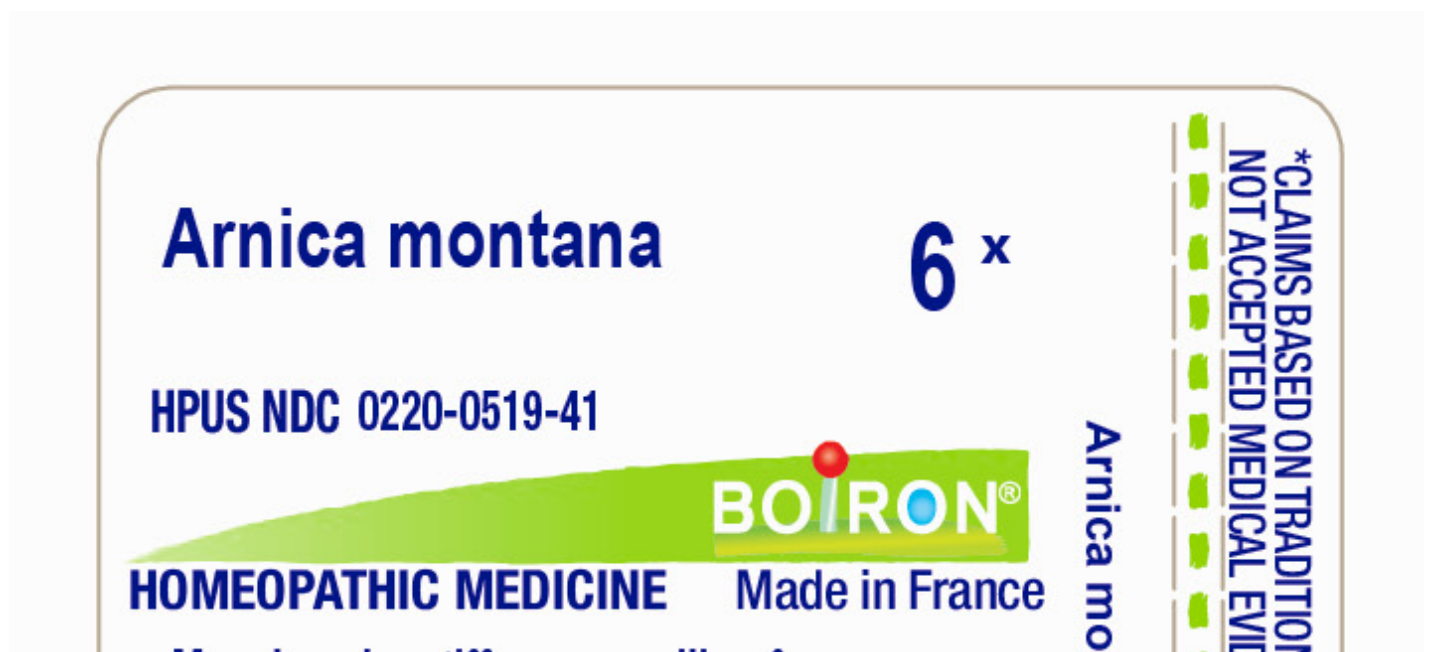 Arnica montana
6 x
HPUS NDC 0220-0519-41
BOIRON®
HOMEOPATHIC MEDICINE
Made in France
Arnica mo
*CLAIMS BASED ON TRADITION
NOT ACCEPTED MEDICAL EVID